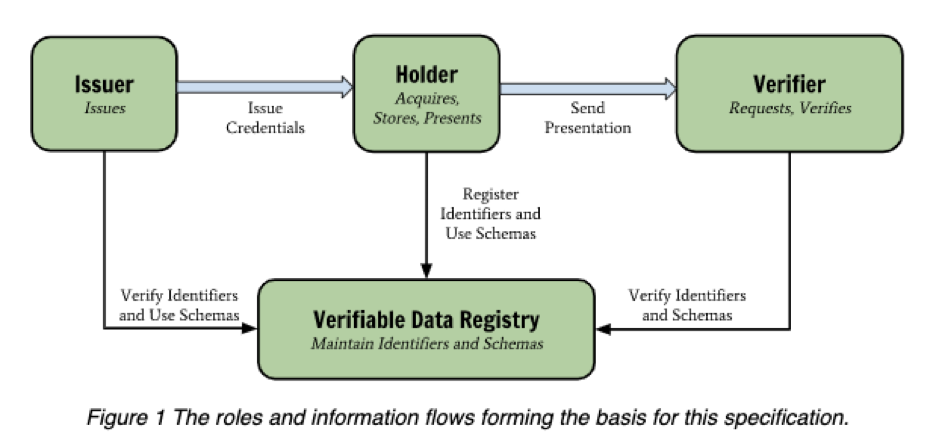 Issuer
Issues
Issue
Credentials
Holder
Acquires,
Stores, Presents
Send
Presentation
Verifier
Requests, Verifies
Register
Identifiers and
Use Schemas
Verify Identifiers
and Use Schemas
Verifiable Data Registry
Maintain Identifiers and Schemas
Verify Identifiers
and Schemas
Figure 1 The roles and information flows forming the basis for this specification.